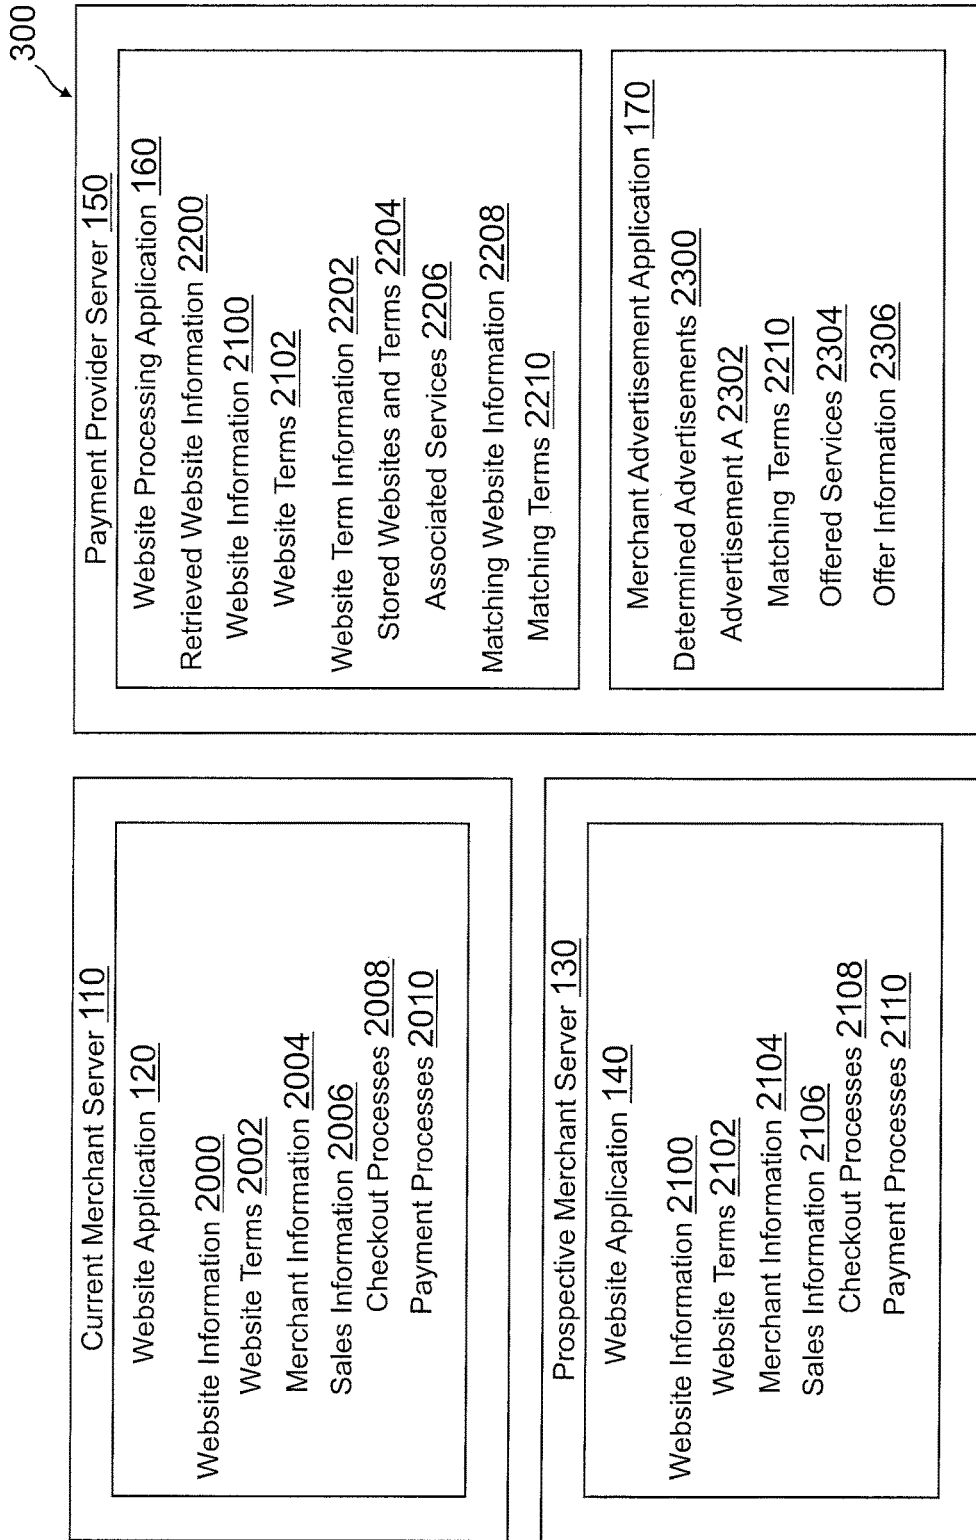 300
Current Merchant Server 110
Website Application 120
Website Information 2000
Website Terms 2002
Merchant Information 2004
Sales Information 2006
Checkout Processes 2008
Payment Processes 2010
Prospective Merchant Server 130
Website Application 140
Website Information 2100
Website Terms 2102
Merchant Information 2104
Sales Information 2106
Checkout Processes 2108
Payment Processes 2110
Payment Provider Server 150
Website Processing Application 160
Retrieved Website Information 2200
Website Information 2100
Website Terms 2102
Website Term Information 2202
Stored Websites and Terms 2204
Associated Services 2206
Matching Website Information 2208
Matching Terms 2210
Merchant Advertisement Application 170
Determined Advertisements 2300
Advertisement A 2302
Matching Terms 2210
Offered Services 2304
Offer Information 2306